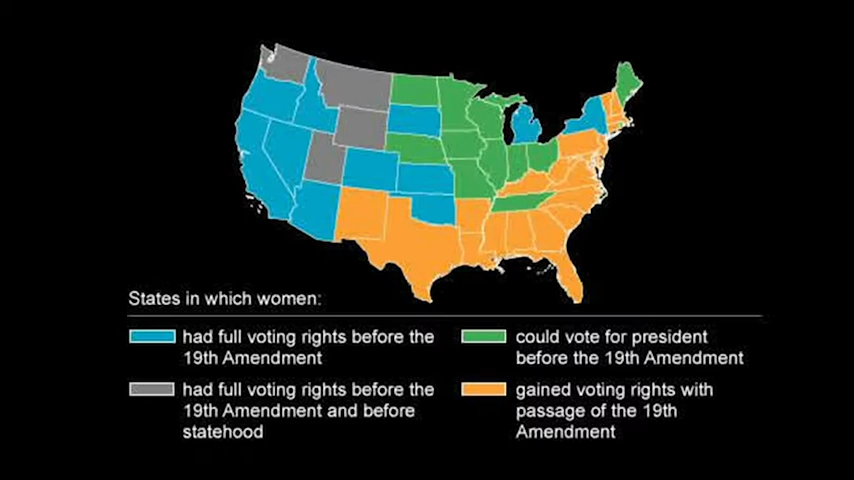 States in which women:
had full voting rights before the
19th Amendment
could vote for president
before the 19th Amendment
had full voting rights before the
19th Amendment and before
statehood
gained voting rights with
passage of the 19th
Amendment